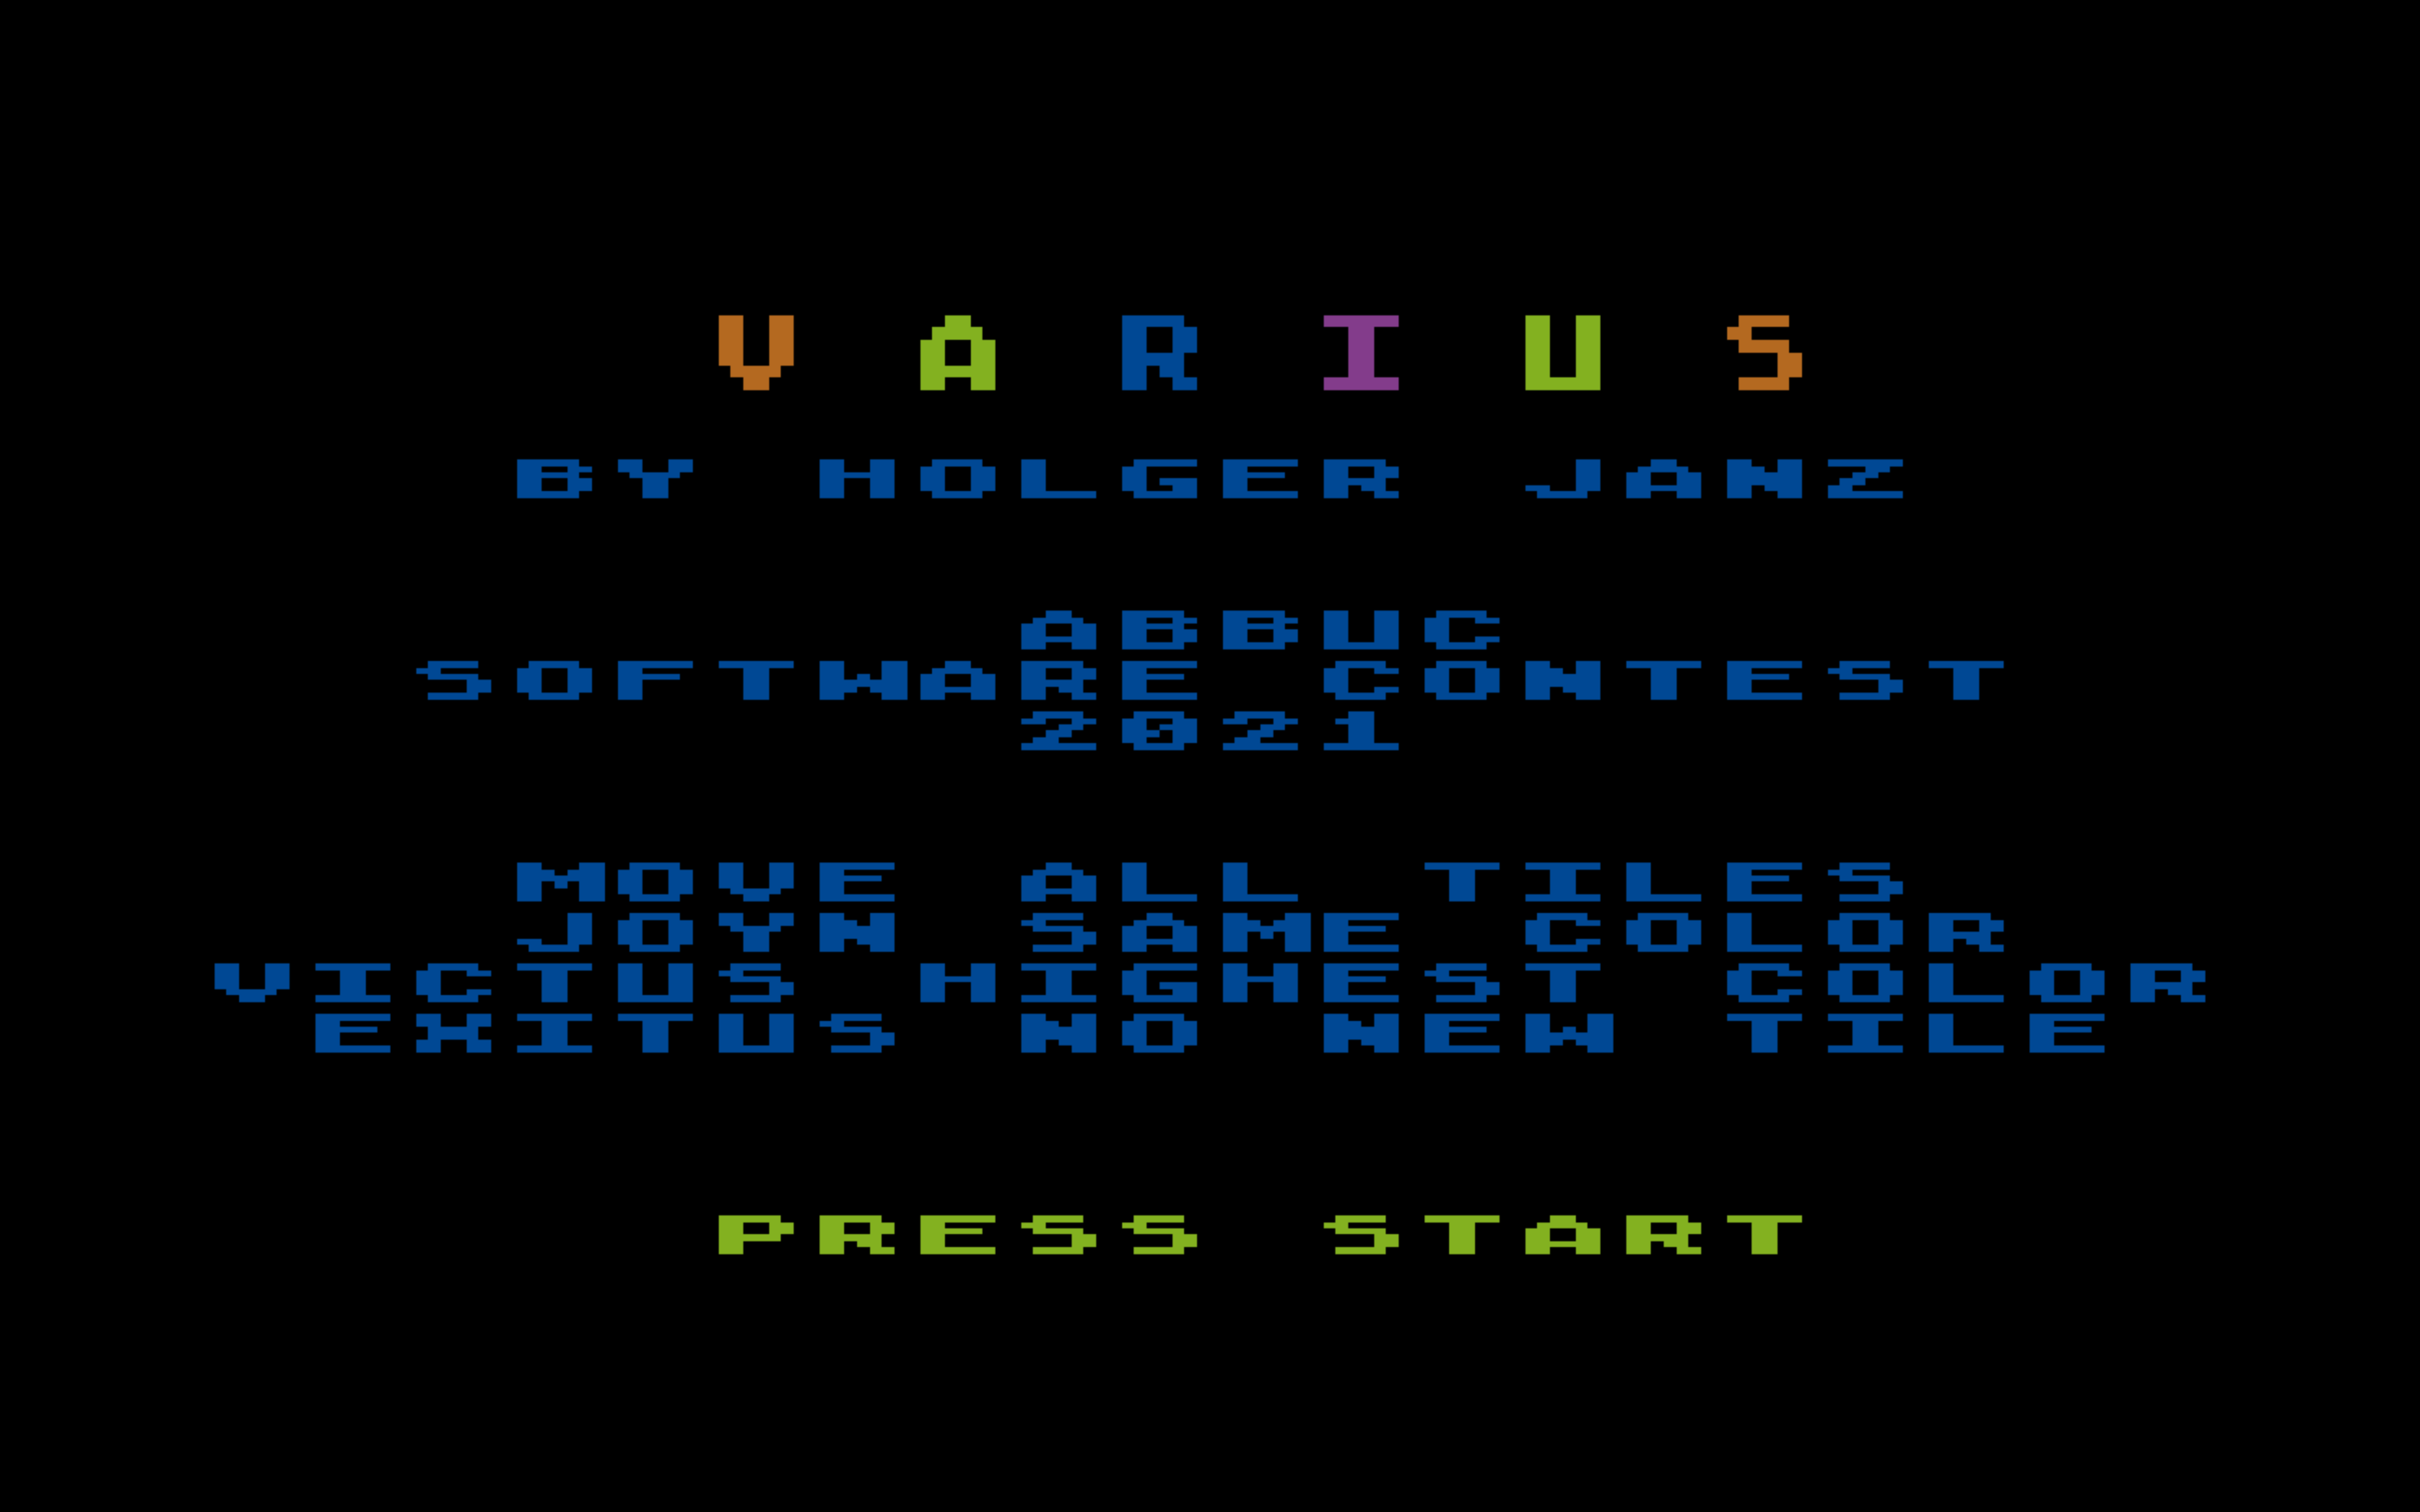 V A R I U S
BY HOLGER JANZ
ABBUC
SOFTWARE CONTEST
2021
MOVE ALL TILES
JOYN SAME COLOR
VICTUS HIGHEST COLOR
EXITUS NO NEW TILE
PRESS START